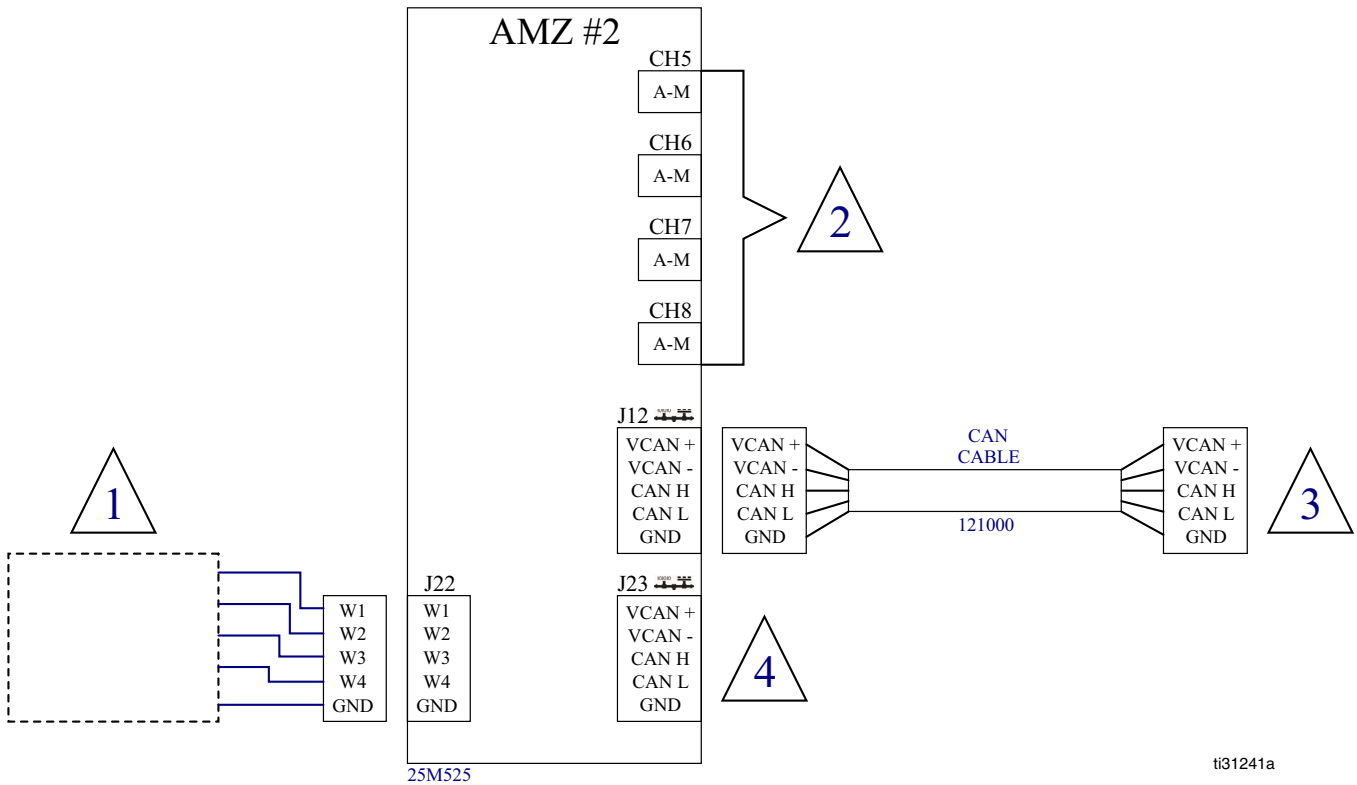 AMZ #2
CH5
A-M
CH6
A-M
2
CH7
A-M
CH8
A-M
J12
VCAN +
VCAN -
CAN H
CAN L
GND
VCAN +
VCAN -
CAN H
CAN L
GND
CAN
CABLE
121000
VCAN +
VCAN -
CAN H
CAN L
GND
3
1
W1
W2
W3
W4
GND
J22
W1
W2
W3
W4
GND
J23
VCAN +
VCAN -
CAN H
CAN L
GND
4
25M525
ti31241a